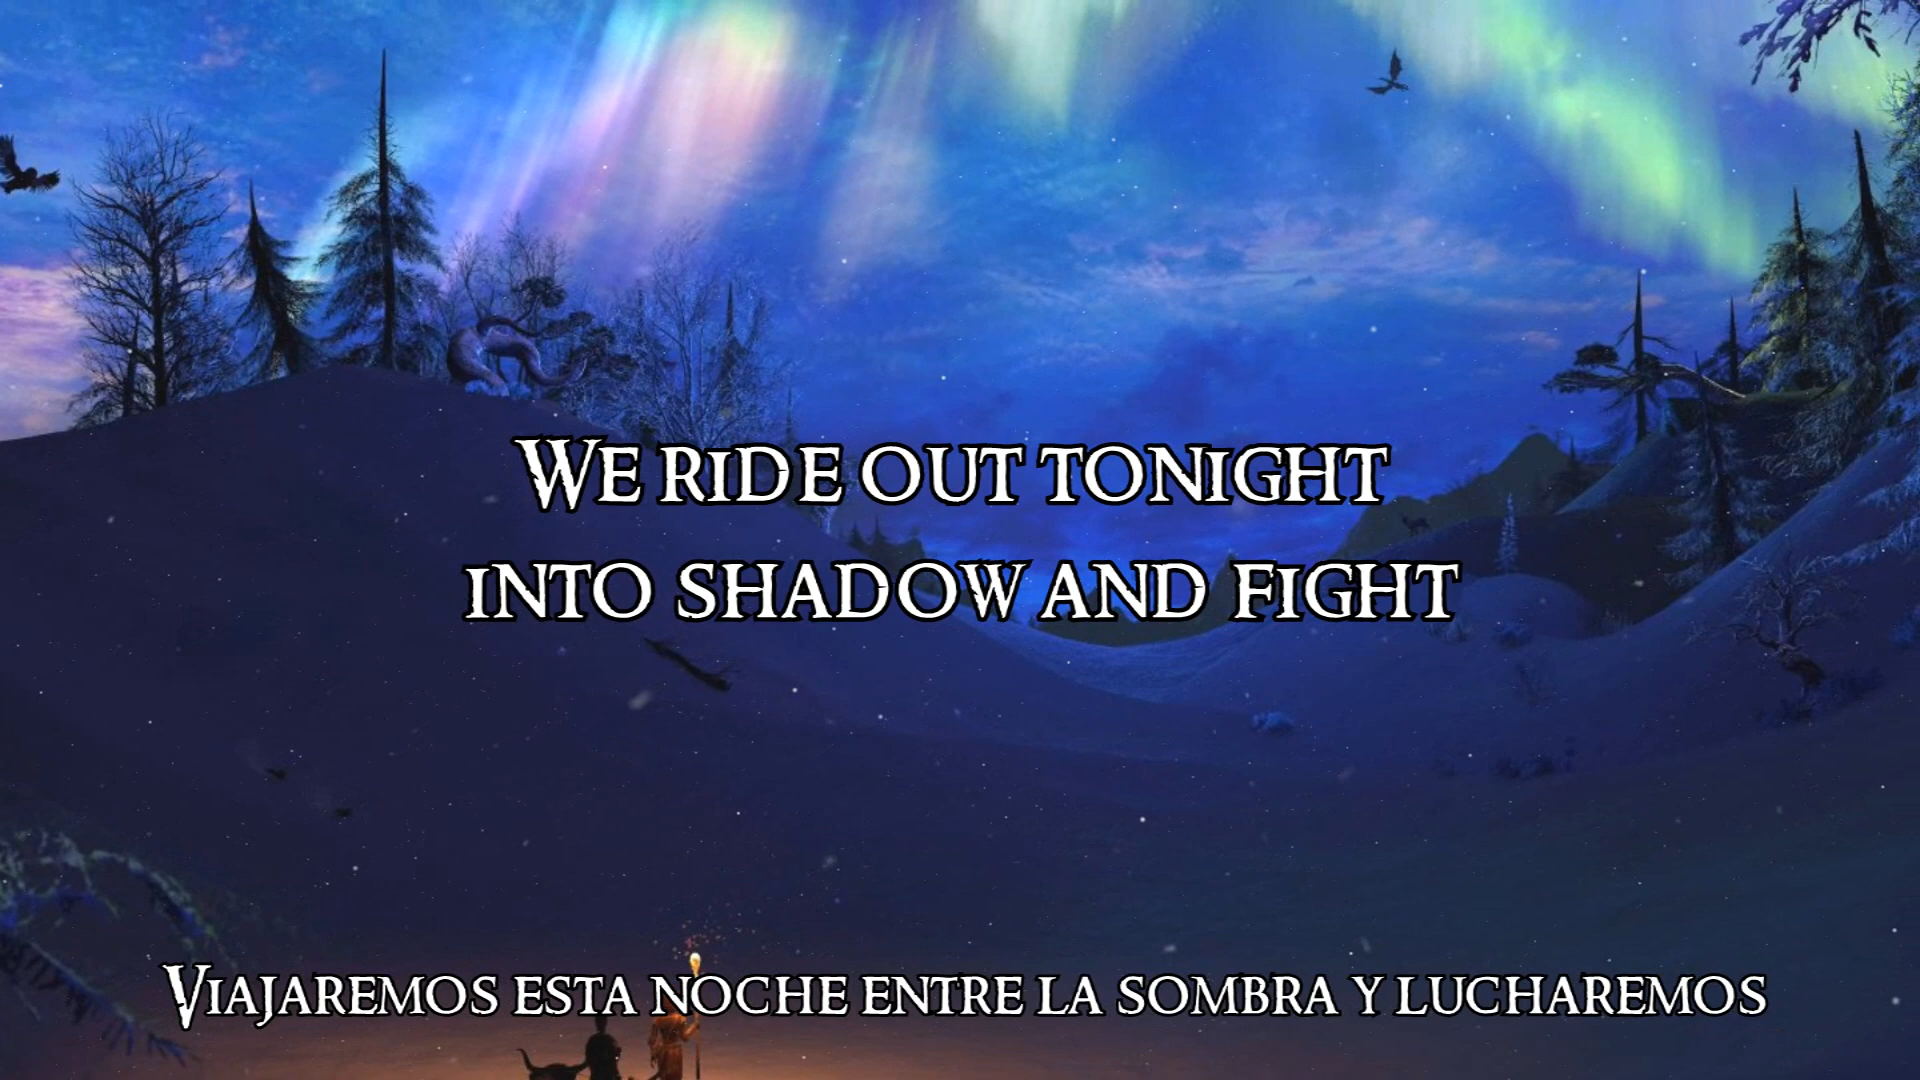 We ride out tonight
into shadow and fight
Viajaremos esta noche entre la sombra y lucharemos